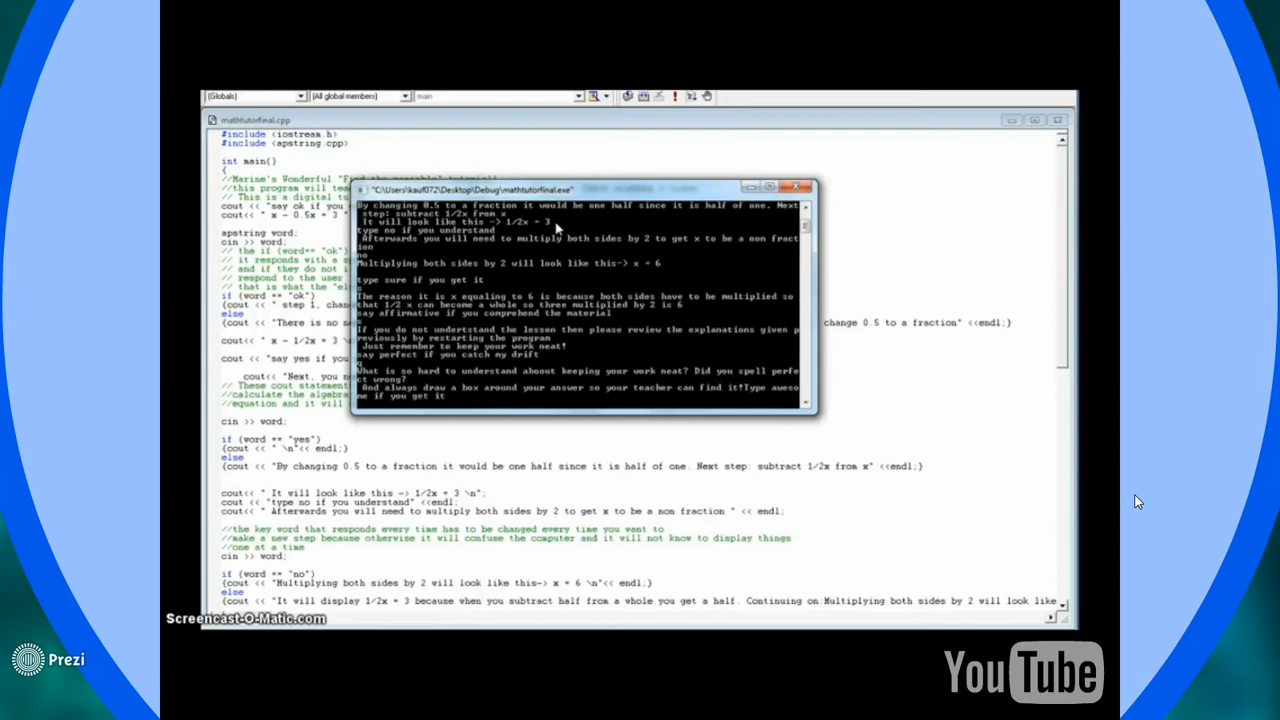 (Globals) (All global members) main
mathtutorfinal.cpp
#include <iostream.h>
#include <apstring.cpp>
int main()
{
//Marine's Wonderful "Find the variable" tutorial
//this program will tea
// This is a digital tu
cout<< "say ok if you
cout<< " x - 0.5x = 3
apstring word;
cin >> word;
// the if (word== "ok")
// it responds with a s
// and if they do not i
// respond to the user
// that is what the "el
if (word == "ok")
{cout << " step 1, chan
else
{cout << "There is no ne change 0.5 to a fraction" <<endl;}
cout<< " x - 1/2x = 3 \n
cout << "say yes if you
cout<< "Next, you n
// These cout statement
//calculate the algebra
//equation and it will
cin >> word;
if (word == "yes")
{cout << " \n"<< endl;}
else
{cout << "By changing 0.5 to a fraction it would be one half since it is half of one. Next step: subtract 1/2x from x" <<endl;}
cout<< " It will look like this -> 1/2x = 3 \n";
cout << "type no if you understand" <<endl;
cout<< " Afterwards you will need to multiply both sides by 2 to get x to be a non fraction " << endl;
//the key word that responds every time has to be changed every time you want to
//make a new step because otherwise it will confuse the computer and it will not know to display things
//one at a time
cin >> word;
if (word == "no")
{cout << "Multiplying both sides by 2 will look like this-> x = 6 \n"<< endl;}
else
{cout << "It will display 1/2x = 3 because when you subtract half from a whole you get a half. Continuing on:Multiplying both sides by 2 will look like
"C:\Users\kauf072\Desktop\Debug\mathtutorfinal.exe"
By changing 0.5 to a fraction it would be one half since it is half of one. Next
step: subtract 1/2x from x
It will look like this -> 1/2x = 3
type no if you understand
Afterwards you will need to multiply both sides by 2 to get x to be a non fract
ion
no
Multiplying both sides by 2 will look like this-> x = 6
type sure if you get it
s
The reason it is x equaling to 6 is because both sides have to be multiplied so
that 1/2 x can become a whole so three multiplied by 2 is 6
say affirmative if you comprehend the material
s
If you do not undertstand the lesson then please review the explanations given p
reviously by restarting the program
Just remember to keep your work neat!
say perfect if you catch my drift
q
What is so hard to understand aboout keeping your work neat? Did you spell perfe
ct wrong?
And always draw a box around your answer so your teacher can find it!Type aweso
me if you get it
Screencast-O-Matic.com
Prezi
YouTube